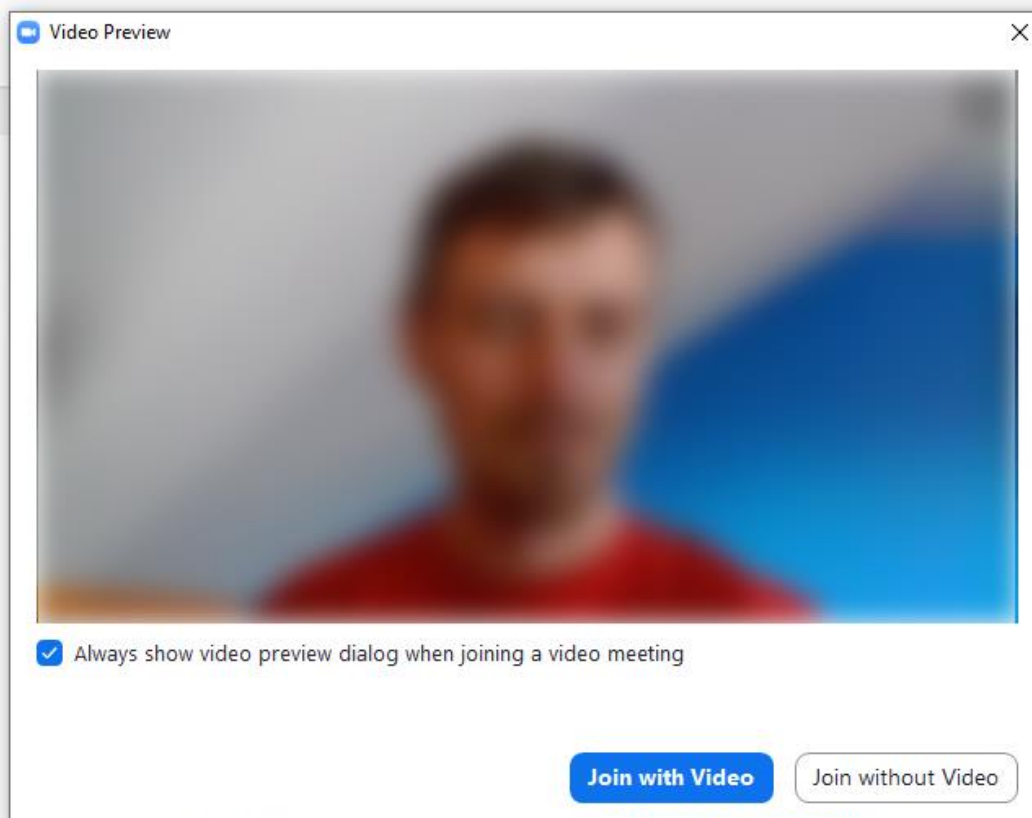 Video Preview
Always show video preview dialog when joining a video meeting
Join with Video
Join without Video